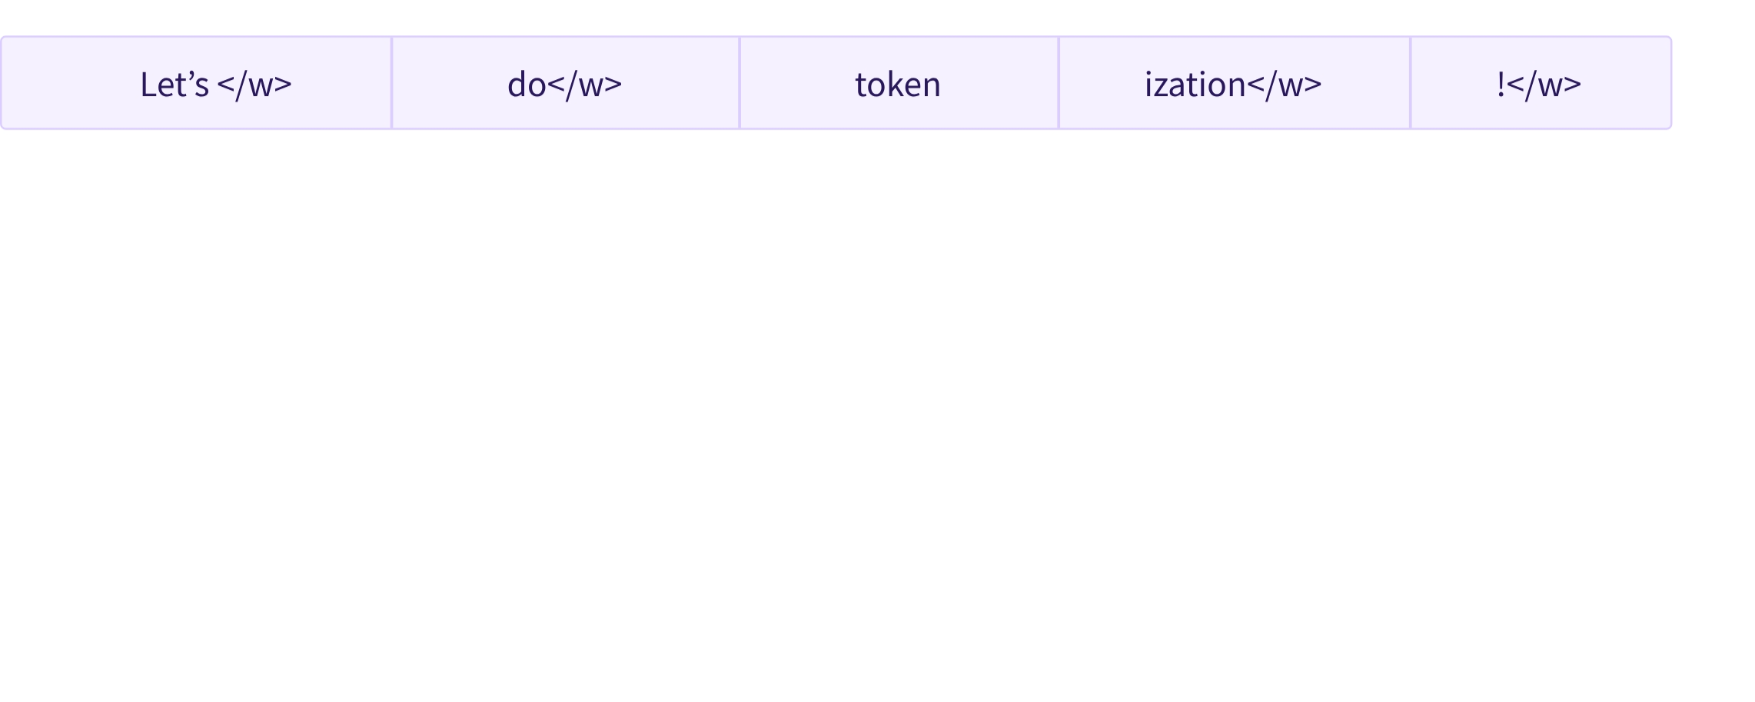 Let’s </w> do</w> token ization</w> !</w>